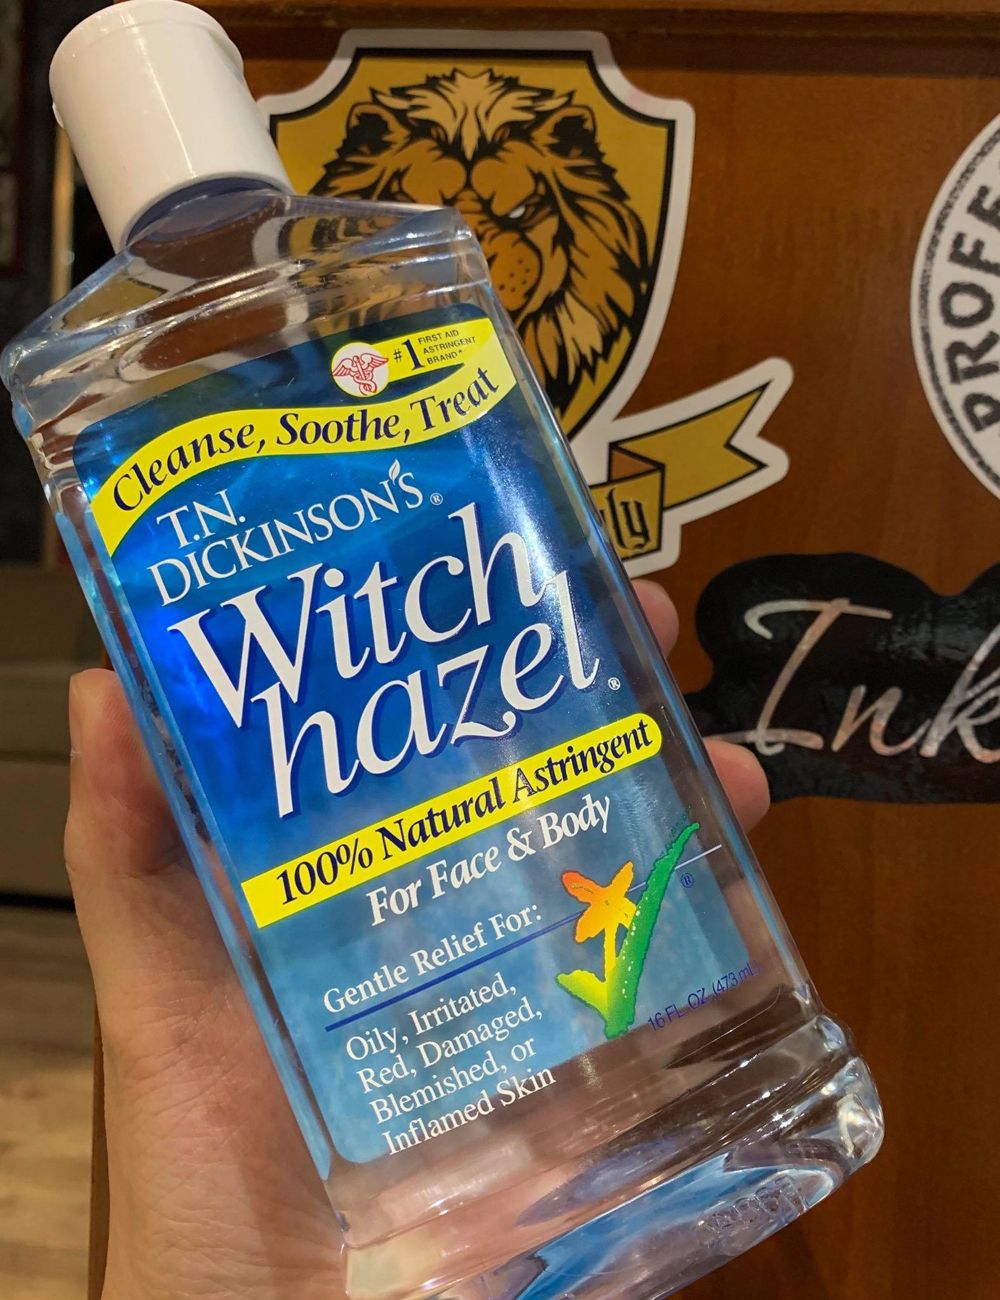 #1 FIRST AID
ASTRINGENT
BRAND*
Cleanse, Soothe, Treat
T.N.
DICKINSON'S®
Witch
hazel®
100% Natural Astringent
For Face & Body
Gentle Relief For:
Oily, Irritated,
Red, Damaged,
Blemished, or
Inflamed Skin
®
16 FL. OZ. (473 mL)
Ink